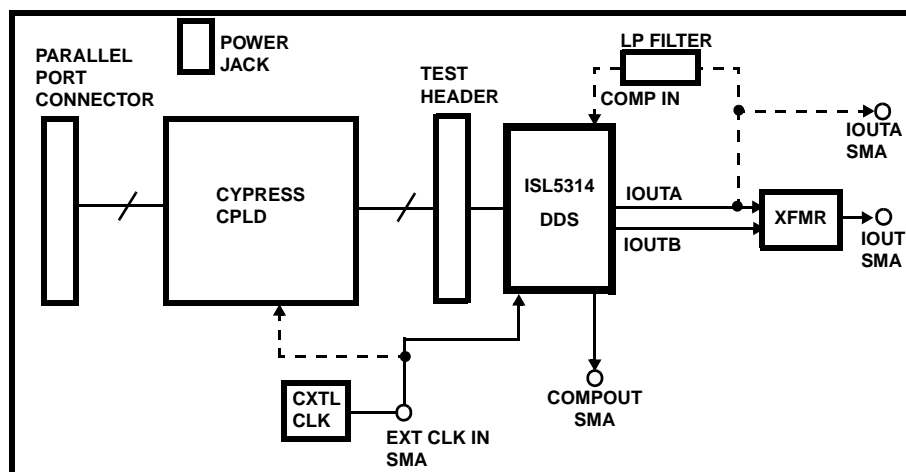 POWER
JACK
LP FILTER
PARALLEL
PORT
CONNECTOR
TEST
HEADER
COMP IN
IOUTA
SMA
CYPRESS
CPLD
ISL5314
DDS
IOUTA
IOUTB
XFMR
IOUT
SMA
CXTL
CLK
EXT CLK IN
SMA
COMPOUT
SMA